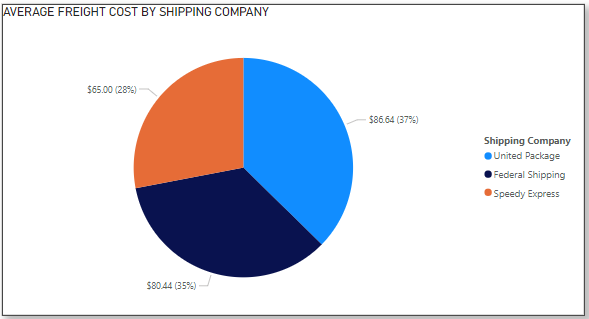 AVERAGE FREIGHT COST BY SHIPPING COMPANY
$65.00 (28%)
$86.64 (37%)
Shipping Company
United Package
Federal Shipping
Speedy Express
$80.44 (35%)